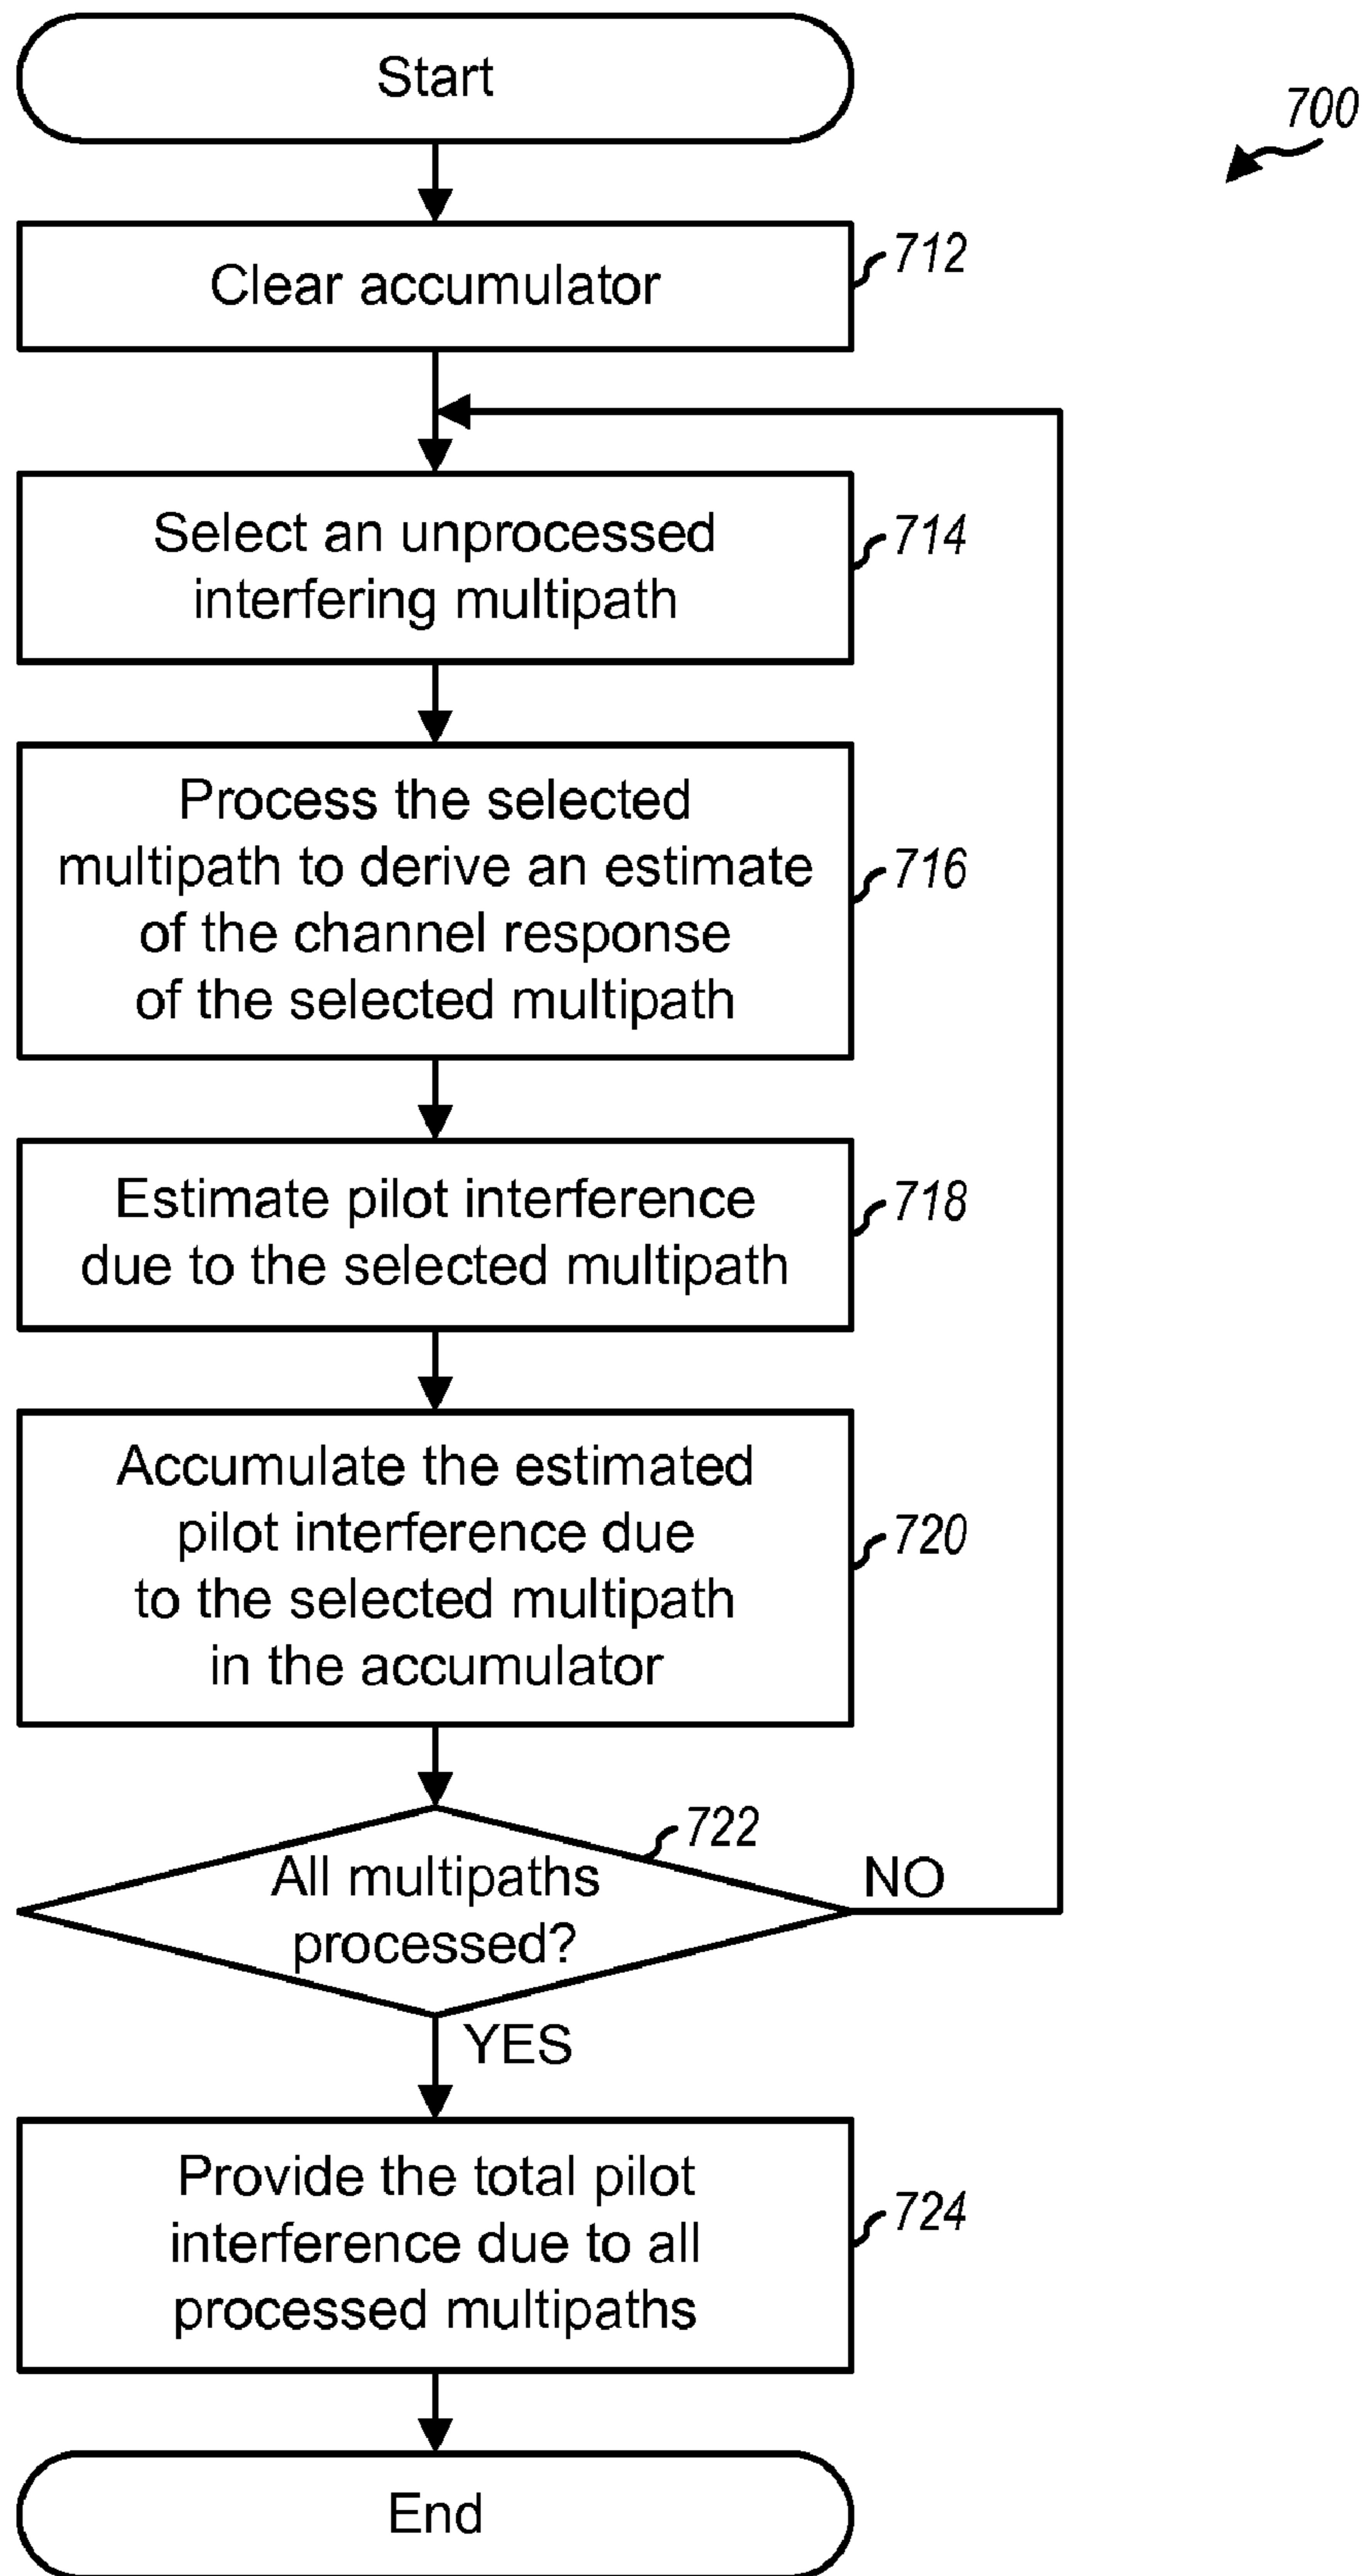 Start
700
Clear accumulator
712
Select an unprocessed
interfering multipath
714
Process the selected
multipath to derive an estimate
of the channel response
of the selected multipath
716
Estimate pilot interference
due to the selected multipath
718
Accumulate the estimated
pilot interference due
to the selected multipath
in the accumulator
720
722
All multipaths
processed?
NO
YES
Provide the total pilot
interference due to all
processed multipaths
724
End